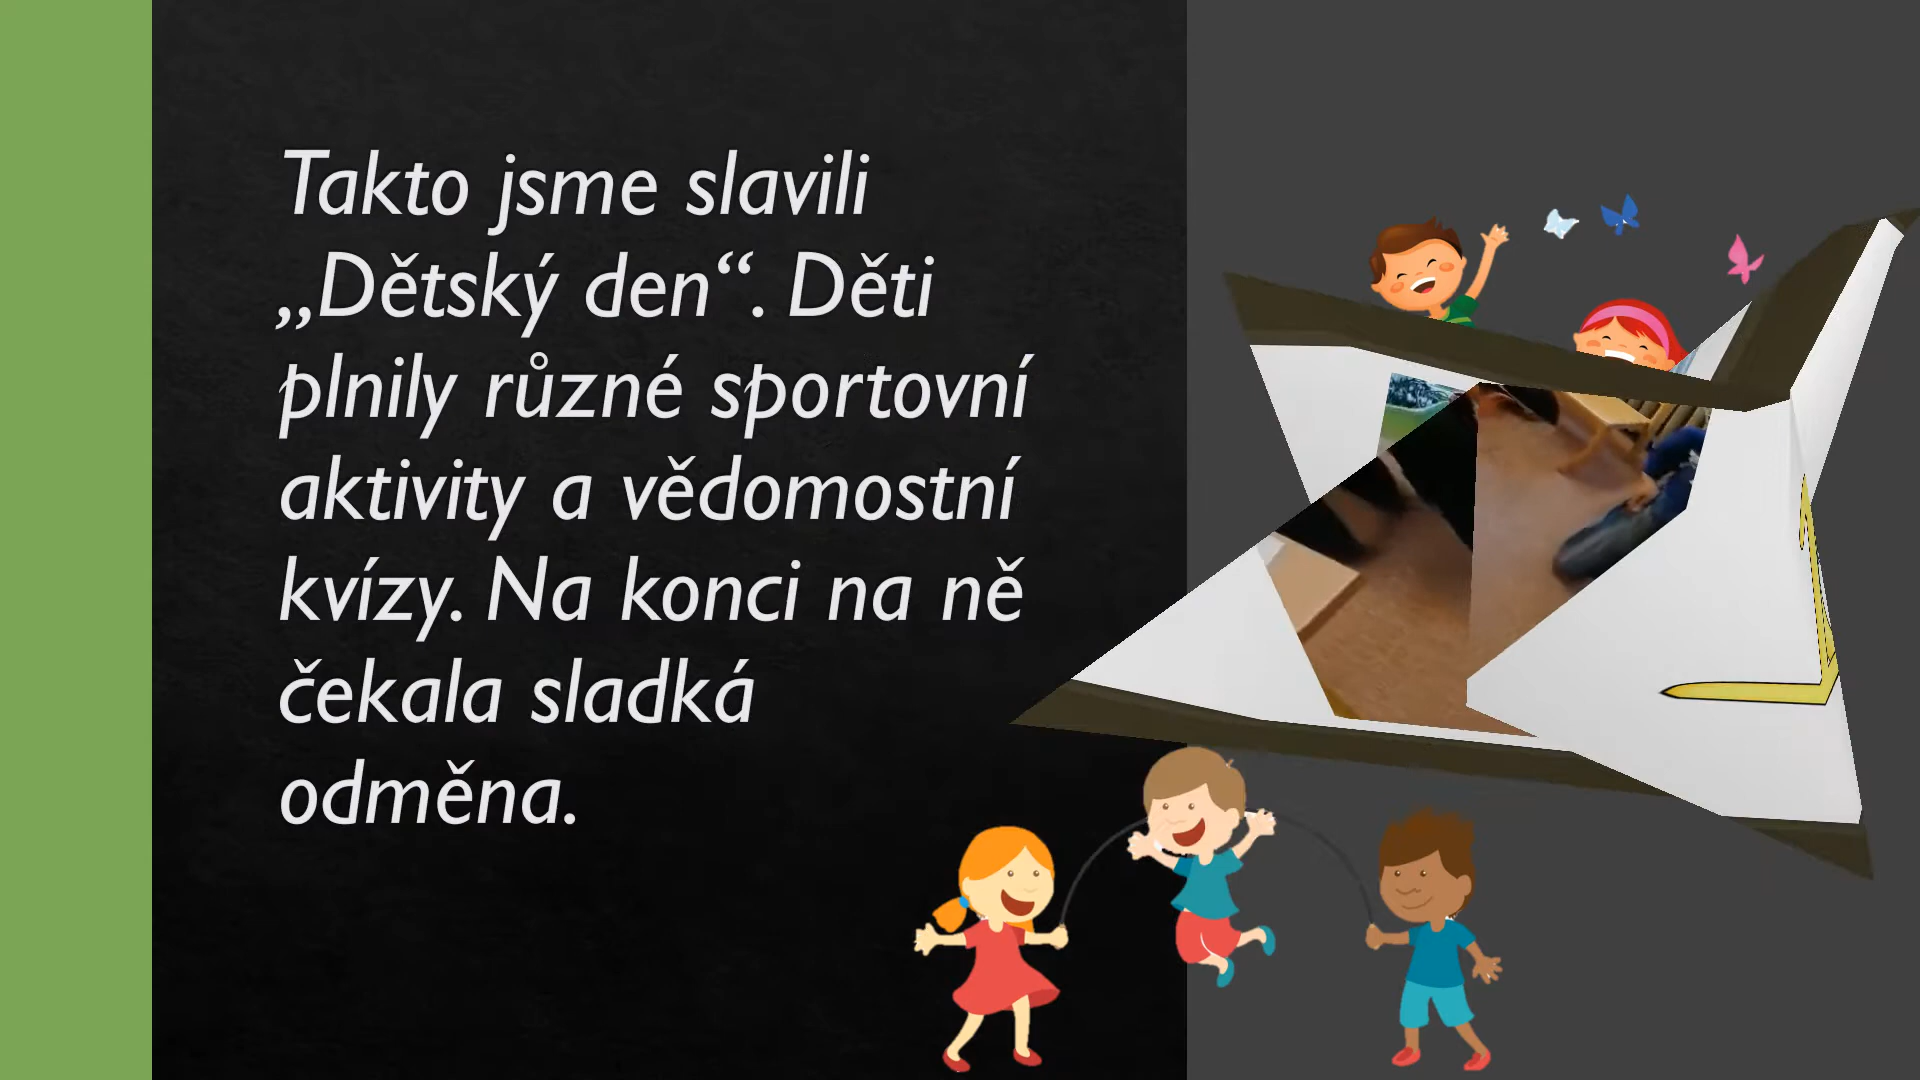 Takto jsme slavili
„Dětský den“. Děti
plnily různé sportovní
aktivity a vědomostní
kvízy. Na konci na ně
čekala sladká
odměna.